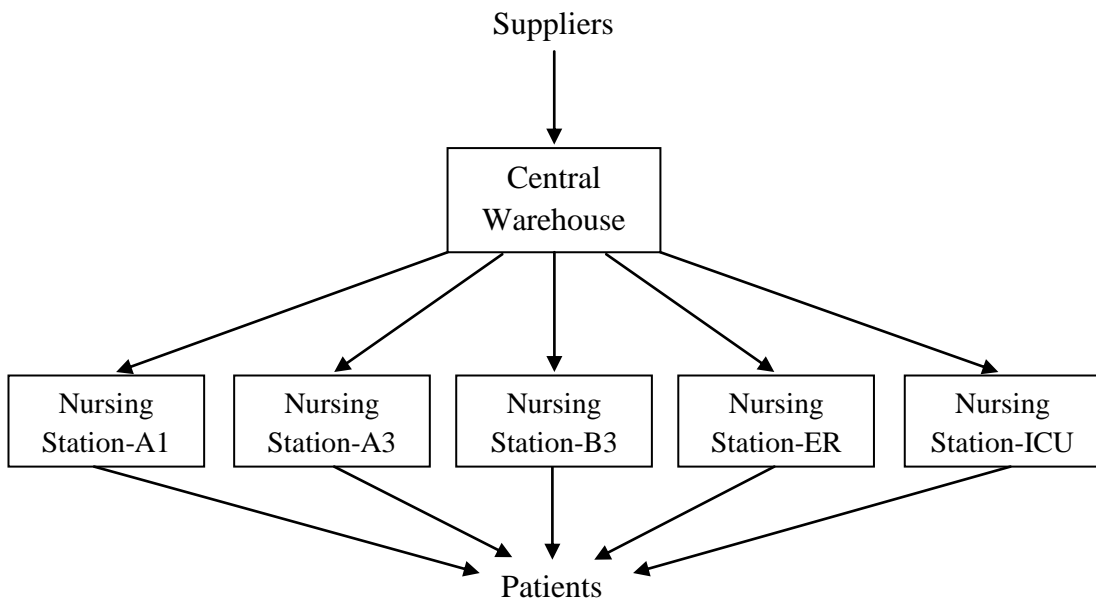 Suppliers
Central
Warehouse
Nursing
Station-A1
Nursing
Station-A3
Nursing
Station-B3
Nursing
Station-ER
Nursing
Station-ICU
Patients